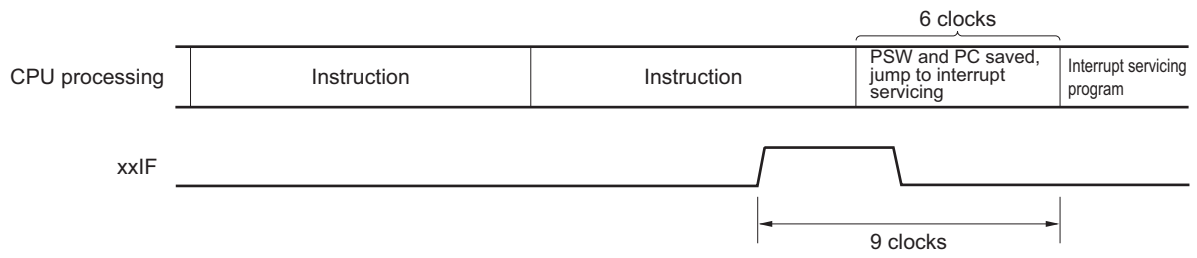 6 clocks
CPU processing
Instruction
Instruction
PSW and PC saved,
jump to interrupt
servicing
Interrupt servicing
program
xxIF
9 clocks